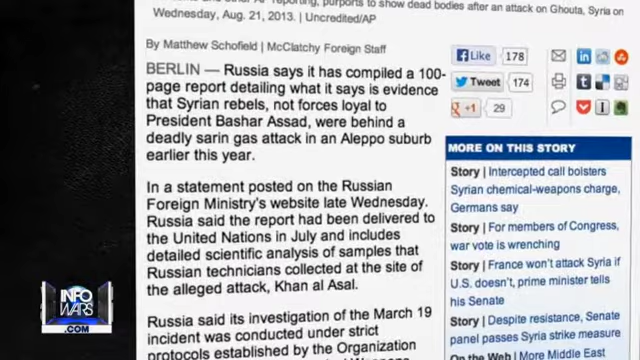 purports to show dead bodies after an attack on Ghouta, Syria on
Wednesday, Aug. 21, 2013. | Uncredited/AP
By Matthew Schofield | McClatchy Foreign Staff
BERLIN — Russia says it has compiled a 100-
page report detailing what it says is evidence
that Syrian rebels, not forces loyal to
President Bashar Assad, were behind a
deadly sarin gas attack in an Aleppo suburb
earlier this year.
In a statement posted on the Russian
Foreign Ministry's website late Wednesday,
Russia said the report had been delivered to
the United Nations in July and includes
detailed scientific analysis of samples that
Russian technicians collected at the site of
the alleged attack, Khan al Asal.
Russia said its investigation of the March 19
incident was conducted under strict
protocols established by the Organization
Like 178
Tweet 174
+1 29
MORE ON THIS STORY
Story | Intercepted call bolsters
Syrian chemical-weapons charge,
Germans say
Story | For members of Congress,
war vote is wrenching
Story | France won't attack Syria if
U.S. doesn't, prime minister tells
his Senate
Story | Despite resistance, Senate
panel passes Syria strike measure
On the Web | More Middle East
INFO
WARS
.COM